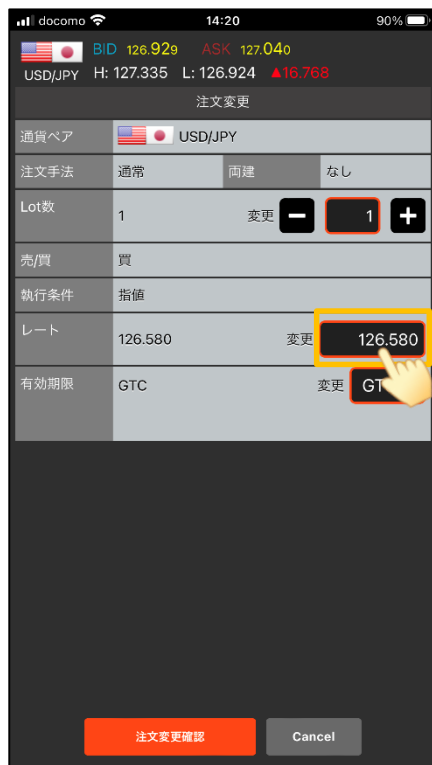 docomo 14:20 90%
BID 126.929 ASK 127.040
USD/JPY H: 127.335 L: 126.924 ▲16.768
注文変更
通貨ペア USD/JPY
注文手法 通常 両建 なし
Lot数 1 変更 − 1 +
売/買 買
執行条件 指値
レート 126.580 変更 126.580
有効期限 GTC 変更
注文変更確認 Cancel